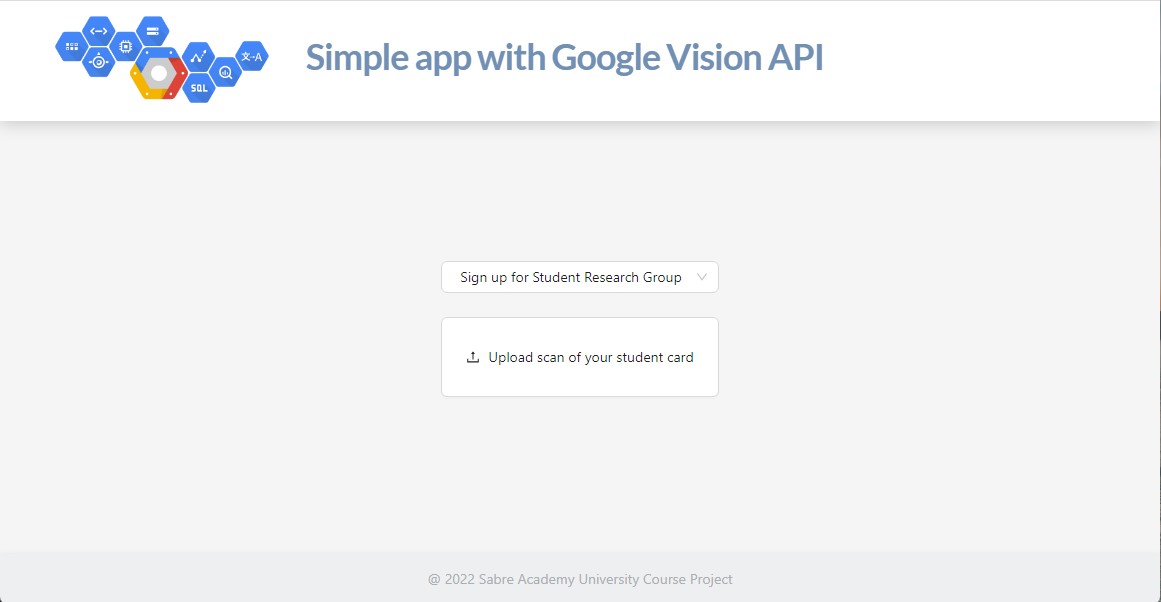 Simple app with Google Vision API
文-A
SQL
Sign up for Student Research Group
Upload scan of your student card
@ 2022 Sabre Academy University Course Project